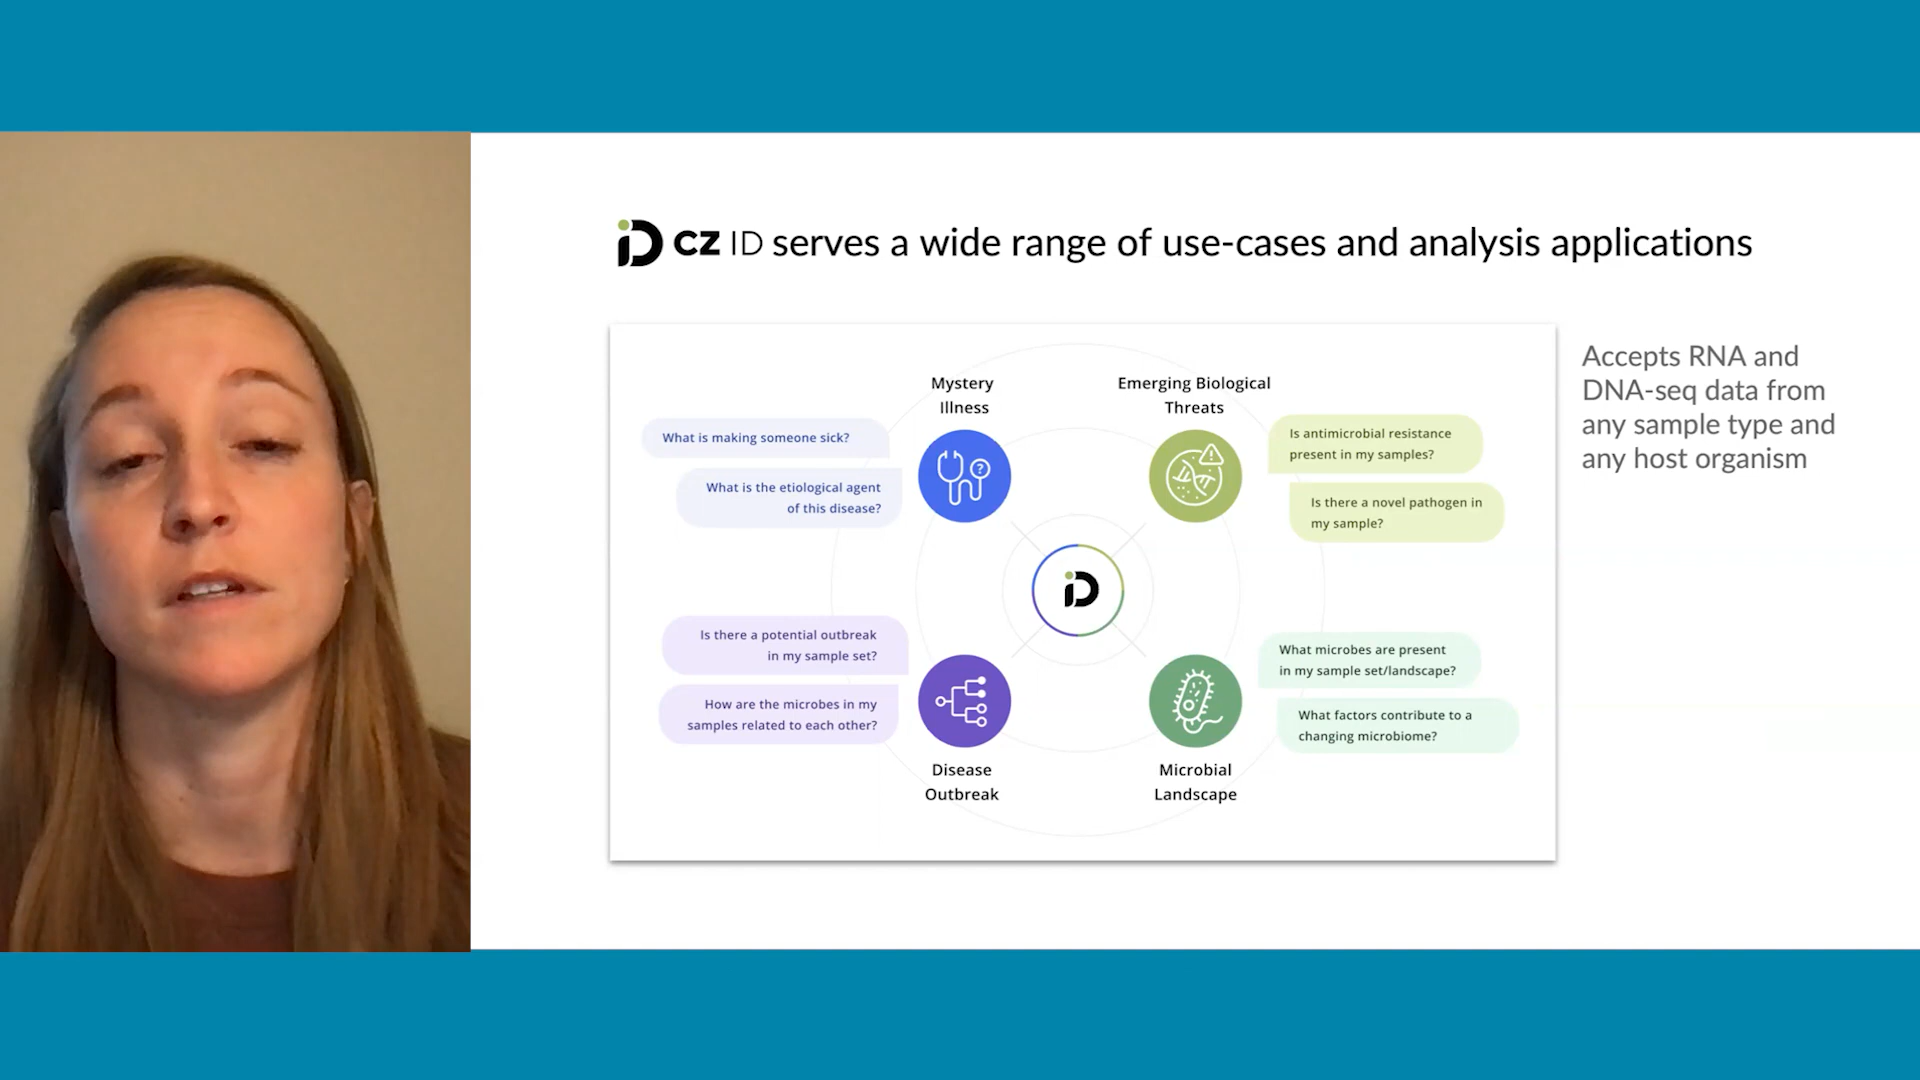 CZ ID serves a wide range of use-cases and analysis applications
Mystery
Illness
What is making someone sick?
What is the etiological agent
of this disease?
Emerging Biological
Threats
Is antimicrobial resistance
present in my samples?
Is there a novel pathogen in
my sample?
Accepts RNA and
DNA-seq data from
any sample type and
any host organism
iD
?
Is there a potential outbreak
in my sample set?
How are the microbes in my
samples related to each other?
Disease
Outbreak
What microbes are present
in my sample set/landscape?
What factors contribute to a
changing microbiome?
Microbial
Landscape